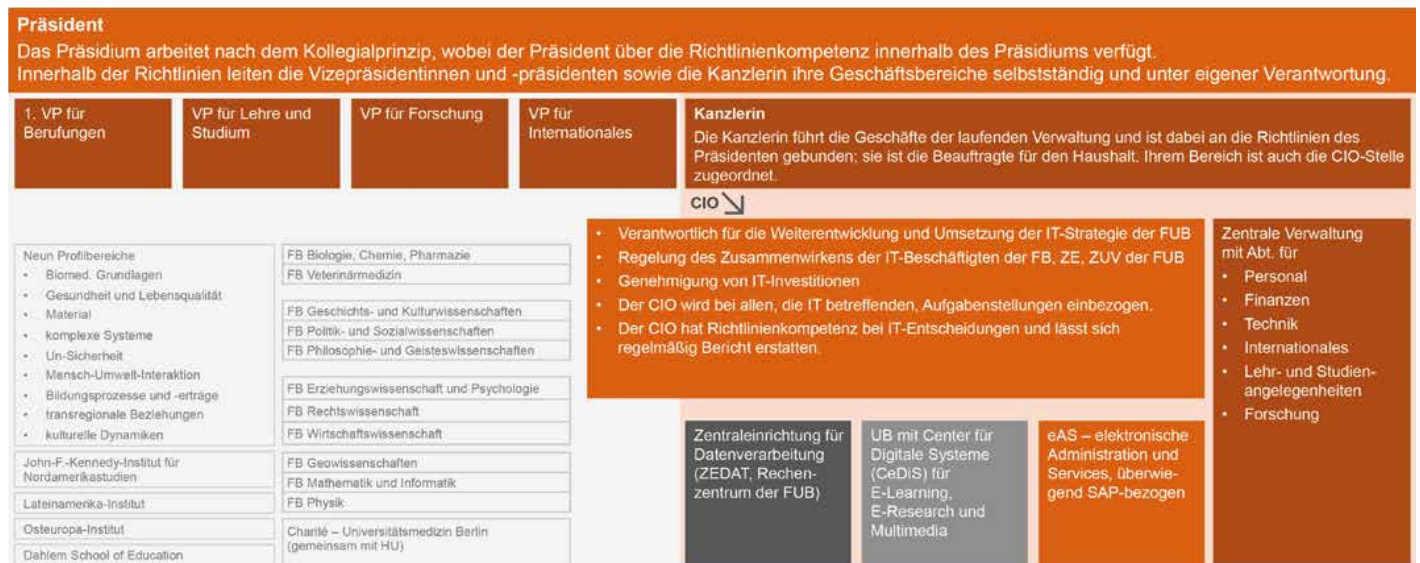 Präsident
Das Präsidium arbeitet nach dem Kollegialprinzip, wobei der Präsident über die Richtlinienkompetenz innerhalb des Präsidiums verfügt.
Innerhalb der Richtlinien leiten die Vizepräsidentinnen und -präsidenten sowie die Kanzlerin ihre Geschäftsbereiche selbstständig und unter eigener Verantwortung.
1. VP für
Berufungen
VP für Lehre und
Studium
VP für Forschung
VP für
Internationales
Kanzlerin
Die Kanzlerin führt die Geschäfte der laufenden Verwaltung und ist dabei an die Richtlinien des
Präsidenten gebunden; sie ist die Beauftragte für den Haushalt. Ihrem Bereich ist auch die CIO-Stelle
zugeordnet.
CIO
• Verantwortlich für die Weiterentwicklung und Umsetzung der IT-Strategie der FUB
• Regelung des Zusammenwirkens der IT-Beschäftigten der FB, ZE, ZUV der FUB
• Genehmigung von IT-Investitionen
• Der CIO wird bei allen, die IT betreffenden, Aufgabenstellungen einbezogen.
• Der CIO hat Richtlinienkompetenz bei IT-Entscheidungen und lässt sich
regelmäßig Bericht erstatten.
Zentrale Verwaltung
mit Abt. für
• Personal
• Finanzen
• Technik
• Internationales
• Lehr- und Studien-
angelegenheiten
• Forschung
Neun Profilbereiche
• Biomed. Grundlagen
• Gesundheit und Lebensqualität
• Material
• komplexe Systeme
• Un-Sicherheit
• Mensch-Umwelt-Interaktion
• Bildungsprozesse und -erträge
• transregionale Beziehungen
• kulturelle Dynamiken
John-F.-Kennedy-Institut für
Nordamerikastudien
Lateinamerika-Institut
Osteuropa-Institut
Dahlem School of Education
FB Biologie, Chemie, Pharmazie
FB Veterinärmedizin
FB Geschichts- und Kulturwissenschaften
FB Politik- und Sozialwissenschaften
FB Philosophie- und Geisteswissenschaften
FB Erziehungswissenschaft und Psychologie
FB Rechtswissenschaft
FB Wirtschaftswissenschaft
FB Geowissenschaften
FB Mathematik und Informatik
FB Physik
Charité – Universitätsmedizin Berlin
(gemeinsam mit HU)
Zentraleinrichtung für
Datenverarbeitung
(ZEDAT, Rechen-
zentrum der FUB)
UB mit Center für
Digitale Systeme
(CeDiS) für
E-Learning,
E-Research und
Multimedia
eAS – elektronische
Administration und
Services, überwie-
gend SAP-bezogen